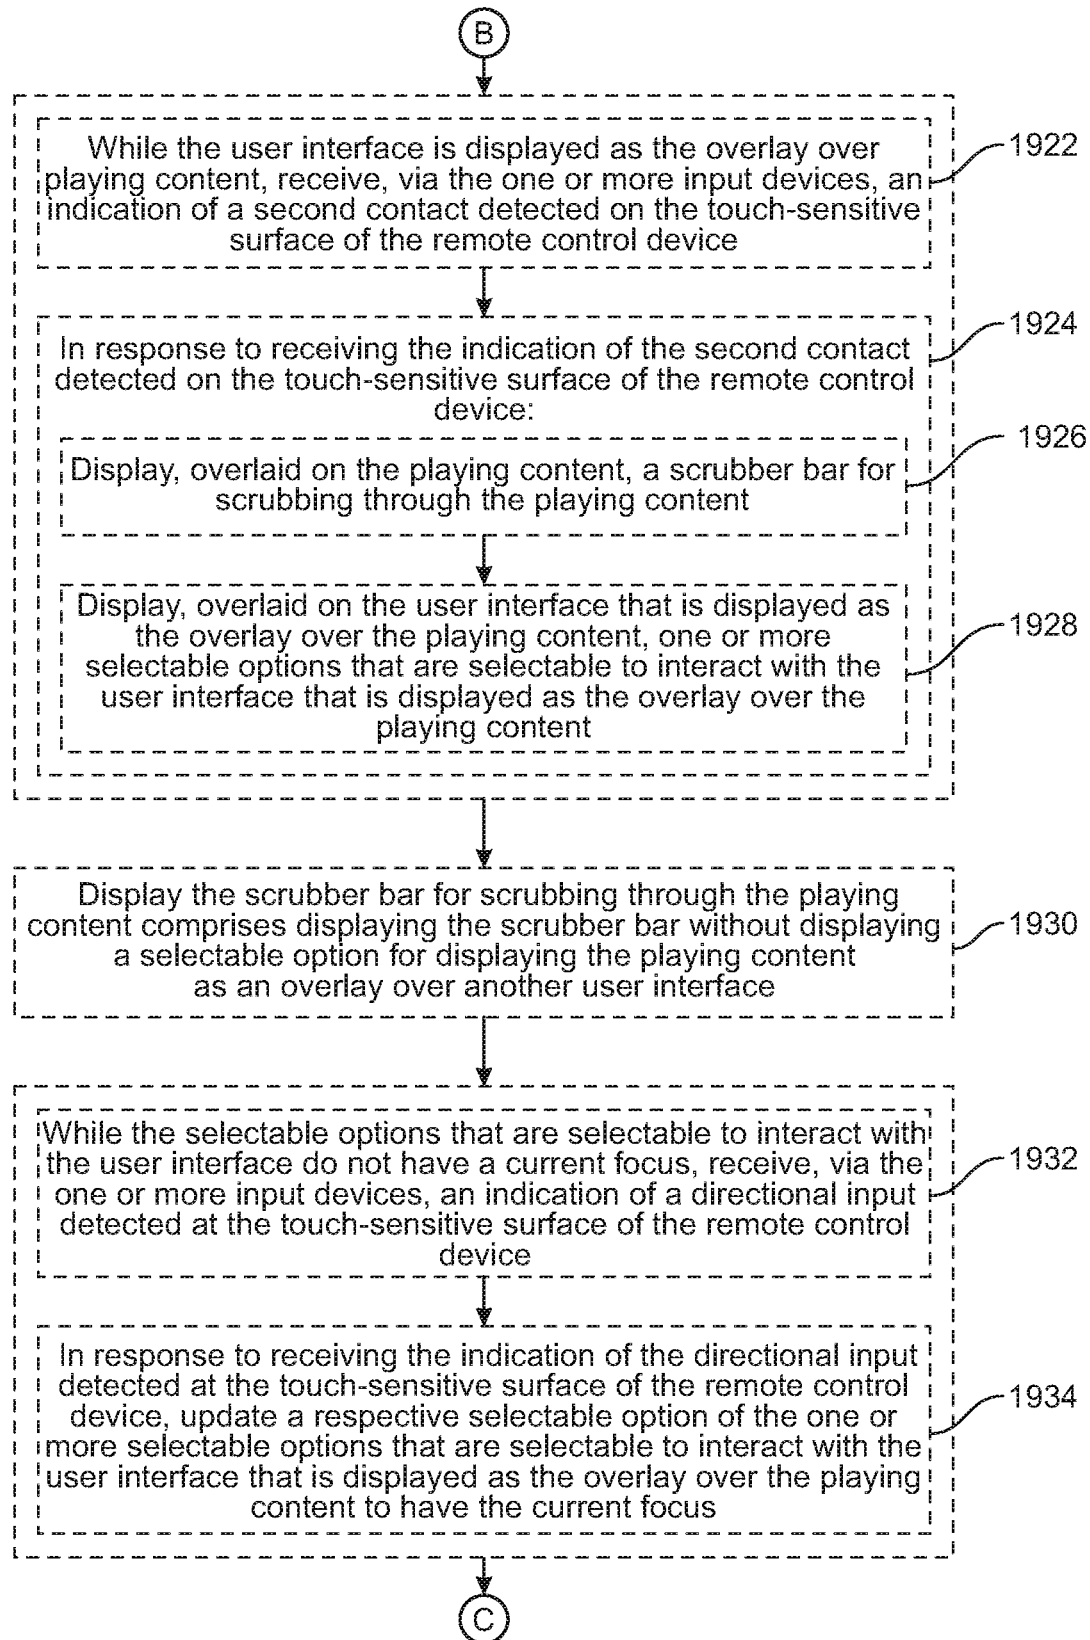 B
While the user interface is displayed as the overlay over
playing content, receive, via the one or more input devices, an
indication of a second contact detected on the touch-sensitive
surface of the remote control device
1922
In response to receiving the indication of the second contact
detected on the touch-sensitive surface of the remote control
device:
1924
Display, overlaid on the playing content, a scrubber bar for
scrubbing through the playing content
1926
Display, overlaid on the user interface that is displayed as
the overlay over the playing content, one or more
selectable options that are selectable to interact with the
user interface that is displayed as the overlay over the
playing content
1928
Display the scrubber bar for scrubbing through the playing
content comprises displaying the scrubber bar without displaying
a selectable option for displaying the playing content
as an overlay over another user interface
1930
While the selectable options that are selectable to interact with
the user interface do not have a current focus, receive, via the
one or more input devices, an indication of a directional input
detected at the touch-sensitive surface of the remote control
device
1932
In response to receiving the indication of the directional input
detected at the touch-sensitive surface of the remote control
device, update a respective selectable option of the one or
more selectable options that are selectable to interact with the
user interface that is displayed as the overlay over the playing
content to have the current focus
1934
C